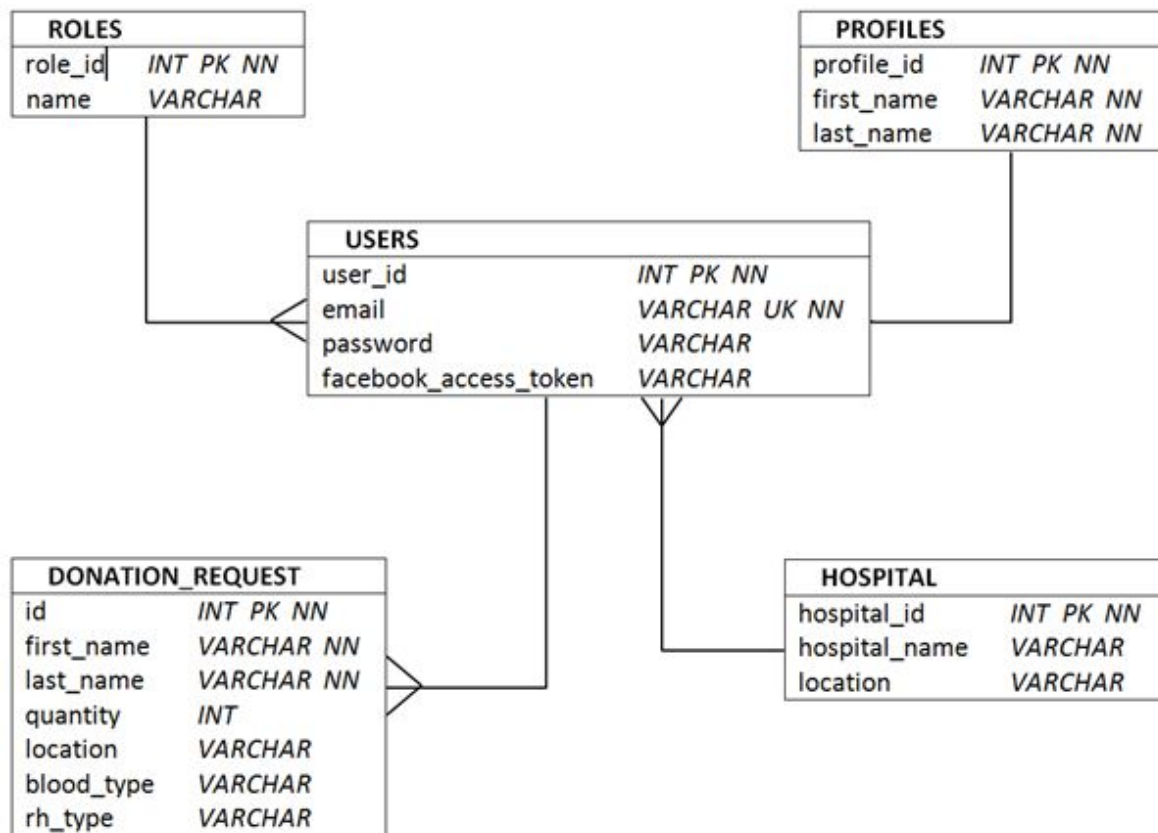 ROLES
role_id INT PK NN
name VARCHAR
PROFILES
profile_id INT PK NN
first_name VARCHAR NN
last_name VARCHAR NN
USERS
user_id INT PK NN
email VARCHAR UK NN
password VARCHAR
facebook_access_token VARCHAR
DONATION_REQUEST
id INT PK NN
first_name VARCHAR NN
last_name VARCHAR NN
quantity INT
location VARCHAR
blood_type VARCHAR
rh_type VARCHAR
HOSPITAL
hospital_id INT PK NN
hospital_name VARCHAR
location VARCHAR